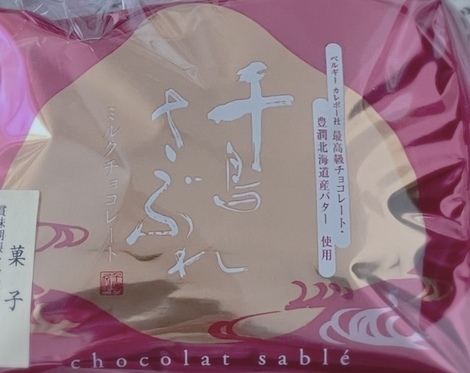 ベルギー カレボー社 最高級チョコレート・
潤北海道産バター 使用
千鳥
さぶれ
ミルクチョコレート
菓子
chocolat sablé